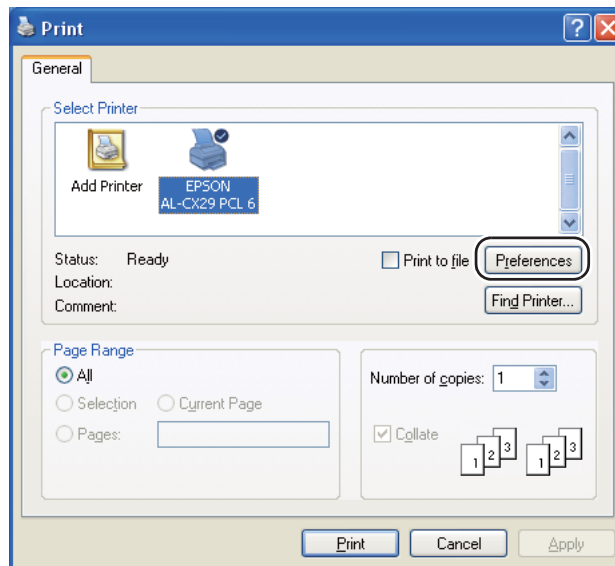 Print
General
Select Printer
Add Printer
EPSON
AL-CX29 PCL 6
Status: Ready
Location:
Comment:
Print to file
Preferences
Find Printer...
Page Range
All
Selection
Current Page
Pages:
Number of copies: 1
Collate
1 2 3 1 2 3
Print
Cancel
Apply